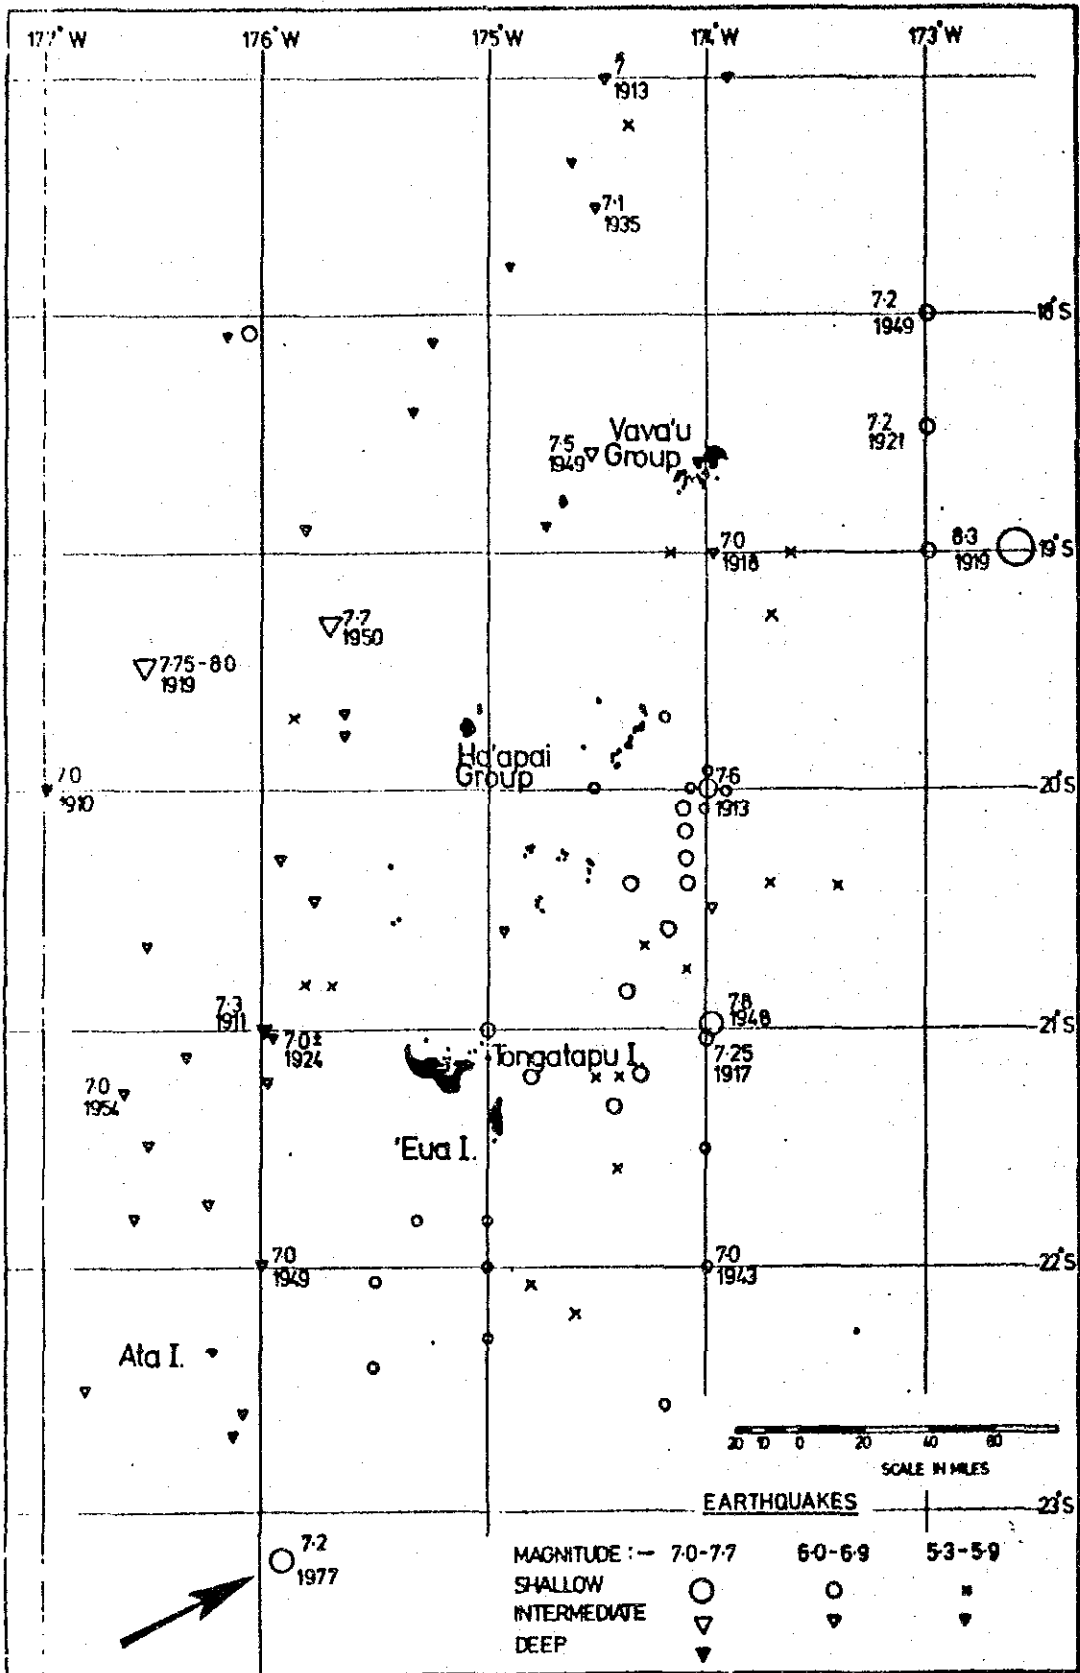 177°W 176°W 175°W 174°W 173°W
7
1913
7·1
1935
7·2
1949
18°S
7·2
1921
Vava'u
Group
7·5
1949
7·0
1918
8·3
1919
19°S
7·7
1950
7·75-8·0
1919
Ha'apai
Group
7·0
1910
7·6
1913
20°S
7·3
1911
7·0±
1924
7·8
1948
21°S
Tongatapu I.
7·25
1917
7·0
1954
'Eua I.
7·0
1949
7·0
1943
22°S
Ata I.
20 10 0 20 40 60
SCALE IN MILES
EARTHQUAKES
23°S
7·2
1977
MAGNITUDE :— 7·0-7·7 6·0-6·9 5·3-5·9
SHALLOW
INTERMEDIATE
DEEP